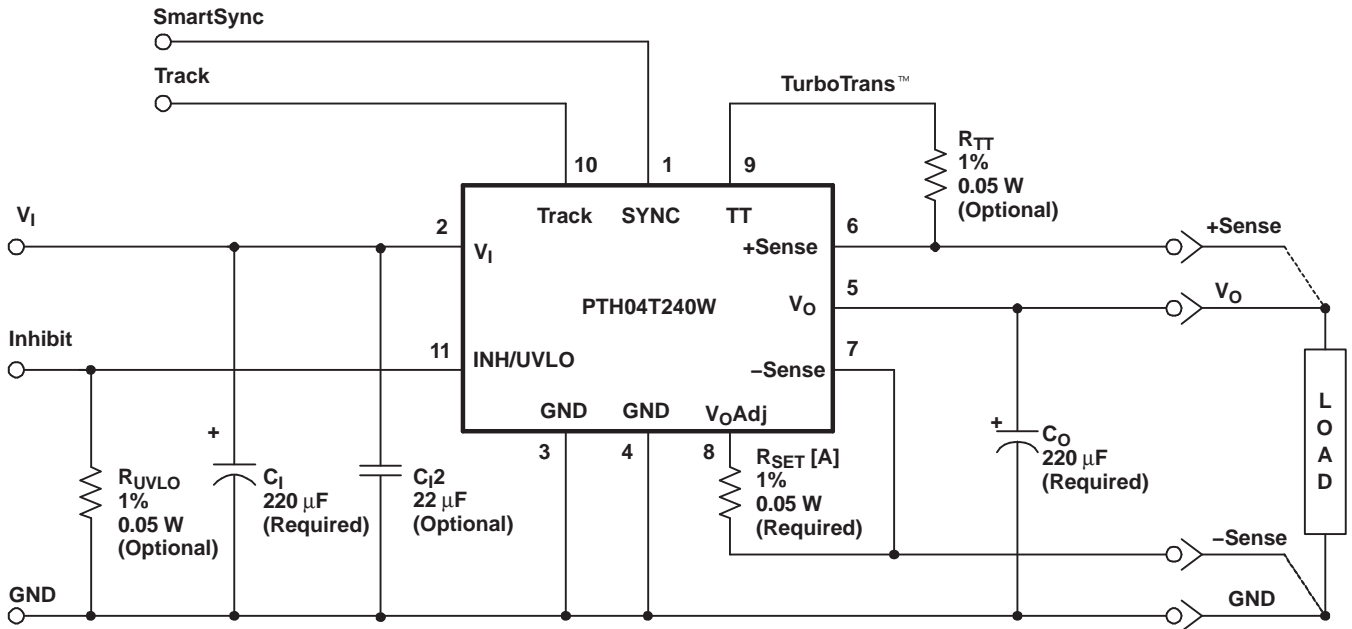 SmartSync
Track
TurboTrans™
R_TT
1%
0.05 W
(Optional)
10
1
9
V_I
2
Track
SYNC
TT
6
+Sense
+Sense
V_I
PTH04T240W
5
V_O
V_O
Inhibit
11
INH/UVLO
7
−Sense
GND
GND
V_OAdj
3
4
8
L
O
A
D
R_UVLO
1%
0.05 W
(Optional)
+
C_I
220 μF
(Required)
C_I2
22 μF
(Optional)
R_SET [A]
1%
0.05 W
(Required)
+
C_O
220 μF
(Required)
−Sense
GND
GND